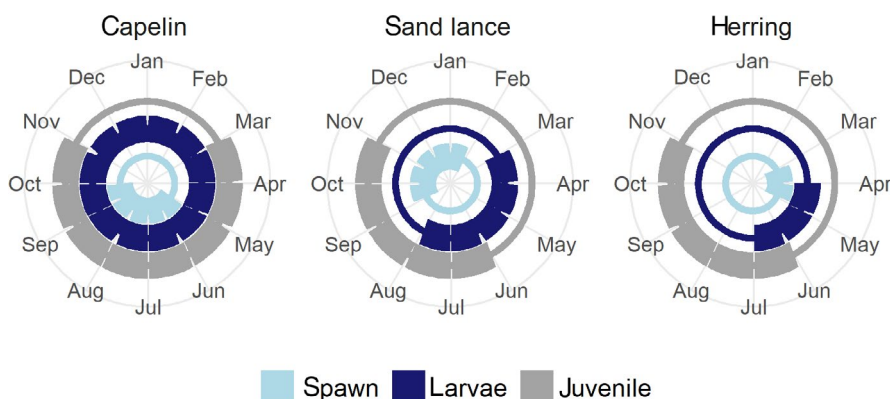 Capelin
Jan
Feb
Mar
Apr
May
Jun
Jul
Aug
Sep
Oct
Nov
Dec
Sand lance
Jan
Feb
Mar
Apr
May
Jun
Jul
Aug
Sep
Oct
Nov
Dec
Herring
Jan
Feb
Mar
Apr
May
Jun
Jul
Aug
Sep
Oct
Nov
Dec
Spawn Larvae Juvenile